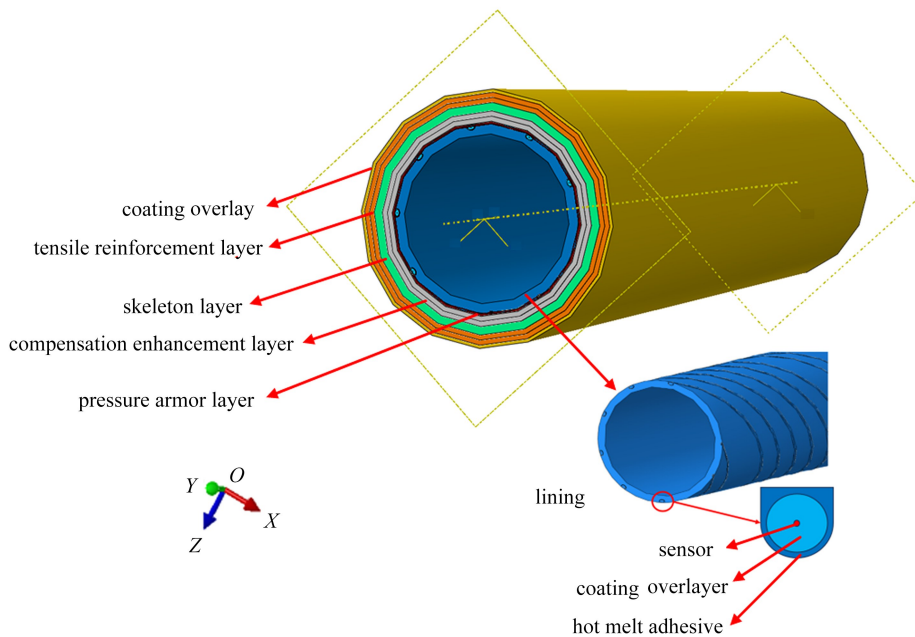 coating overlay
tensile reinforcement layer
skeleton layer
compensation enhancement layer
pressure armor layer
Y
O
X
Z
lining
sensor
coating overlayer
hot melt adhesive